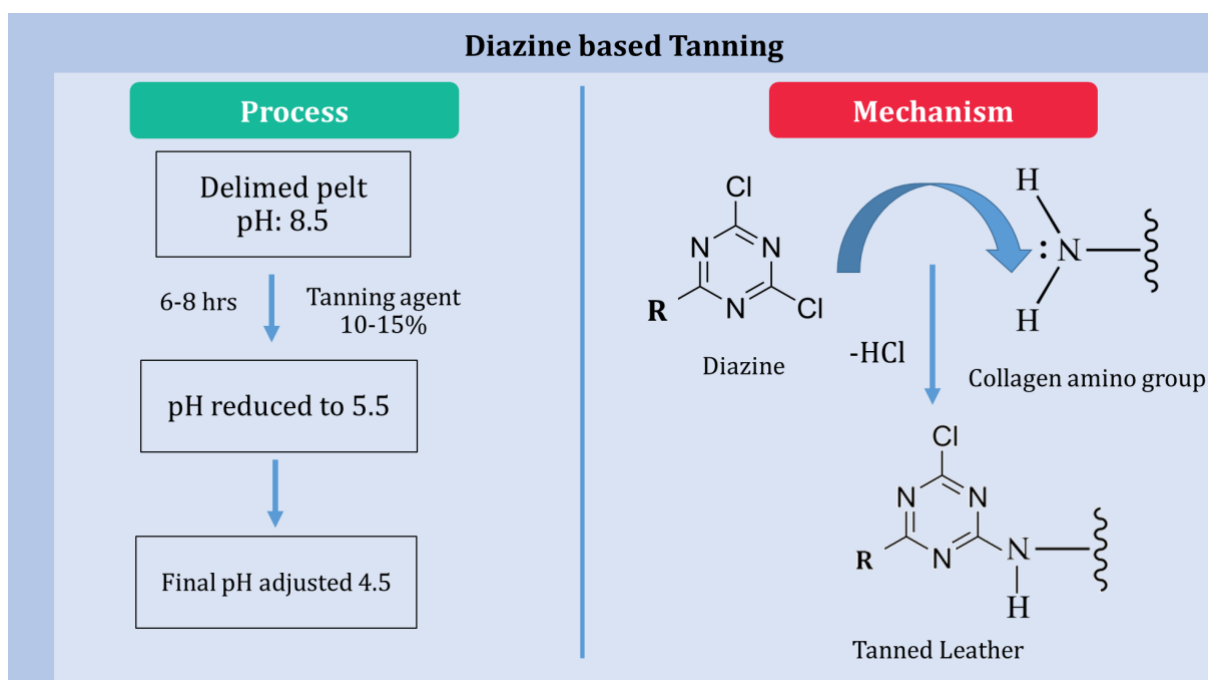 Diazine based Tanning
Process
Delimed pelt
pH: 8.5
6-8 hrs
Tanning agent
10-15%
pH reduced to 5.5
Final pH adjusted 4.5
Mechanism
Cl
N
N
N
Cl
R
Diazine
H
:N
H
Collagen amino group
-HCl
Cl
N
N
N
R
N
H
Tanned Leather